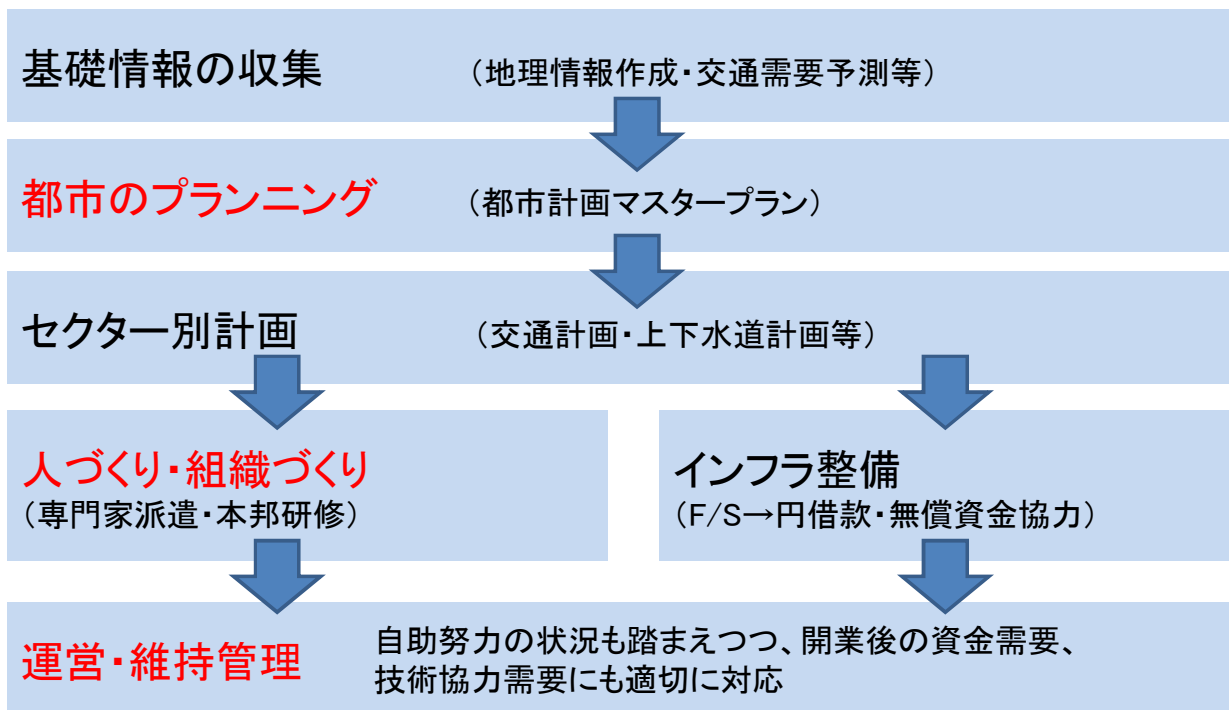 基礎情報の収集 （地理情報作成・交通需要予測等）
都市のプランニング （都市計画マスタープラン）
セクター別計画 （交通計画・上下水道計画等）
人づくり・組織づくり
（専門家派遣・本邦研修）
インフラ整備
（F/S→円借款・無償資金協力）
運営・維持管理
自助努力の状況も踏まえつつ、開業後の資金需要、
技術協力需要にも適切に対応